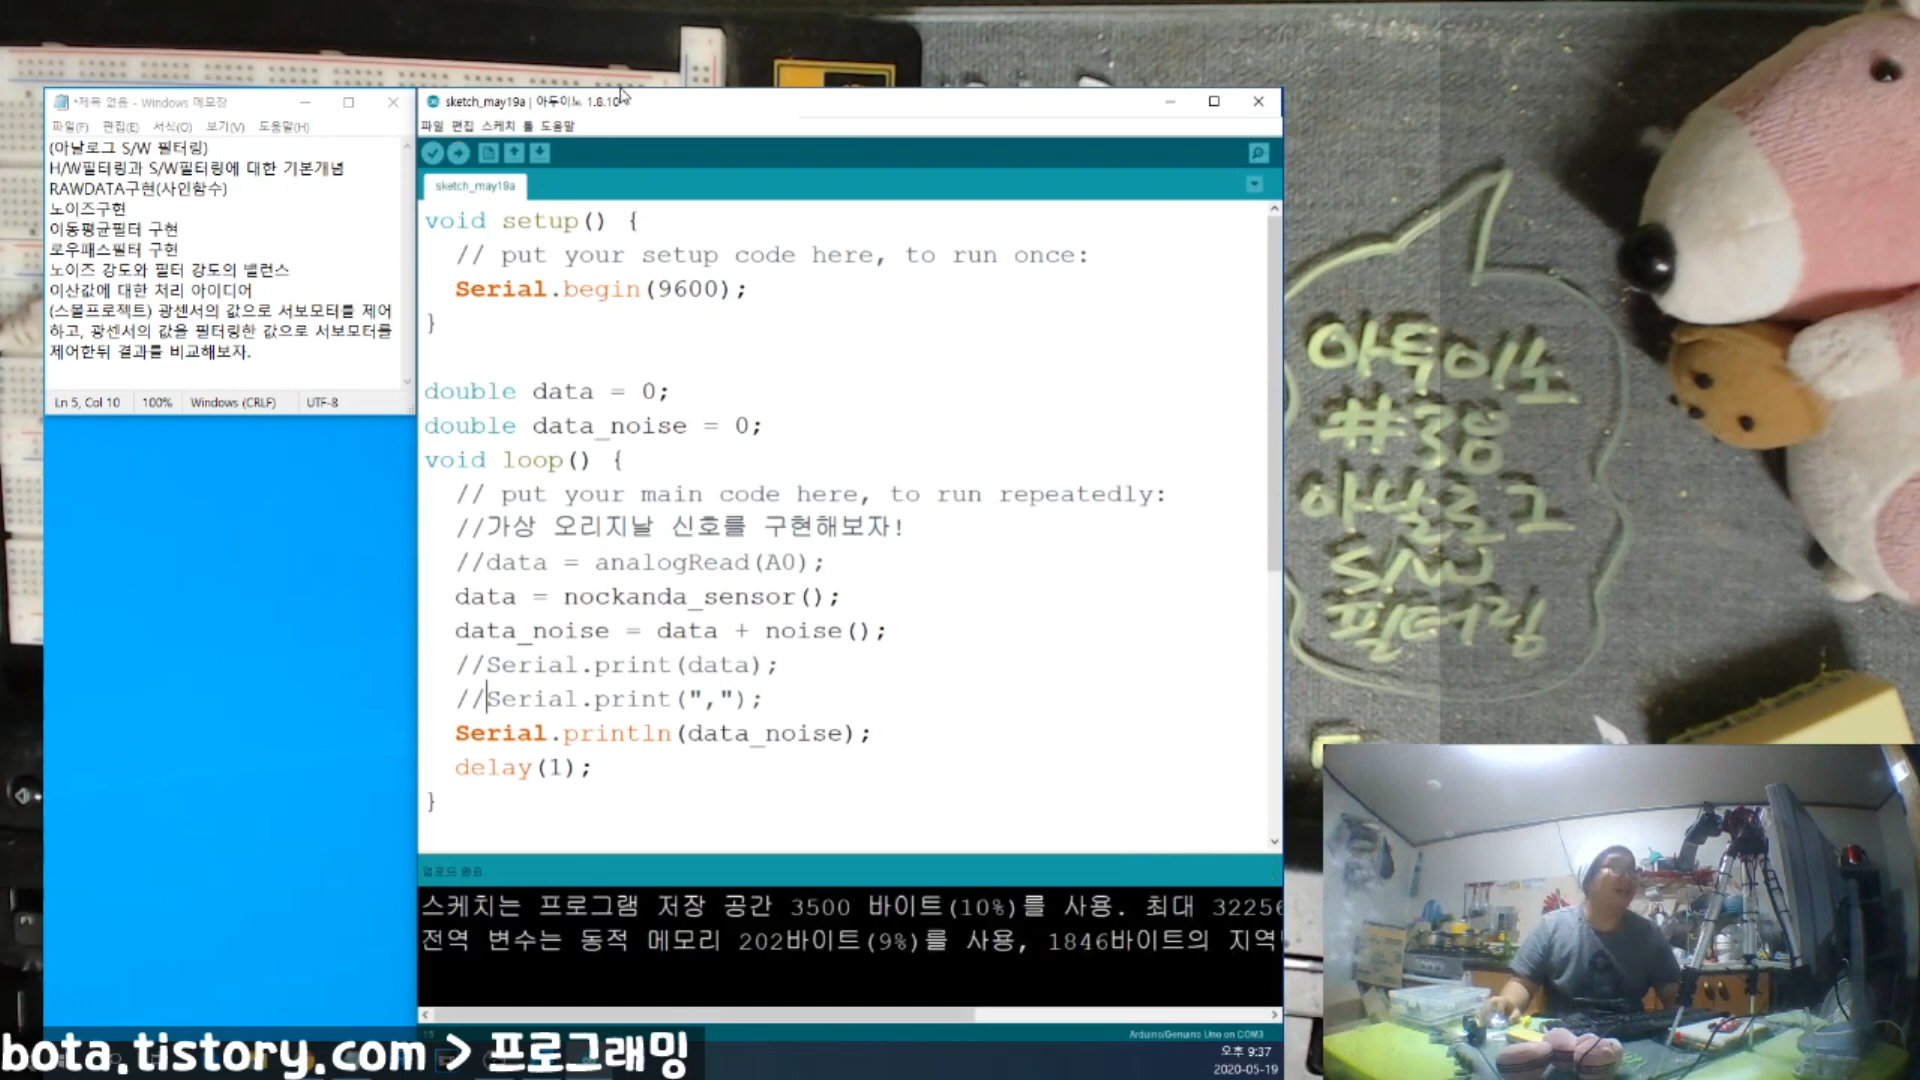 *제목 없음 - Windows 메모장
파일(F) 편집(E) 서식(O) 보기(V) 도움말(H)
(아날로그 S/W 필터링)
H/W필터링과 S/W필터링에 대한 기본개념
RAWDATA구현(사인함수)
노이즈구현
이동평균필터 구현
로우패스필터 구현
노이즈 강도와 필터 강도의 밸런스
이산값에 대한 처리 아이디어
(스몰프로젝트) 광센서의 값으로 서보모터를 제어
하고, 광센서의 값을 필터링한 값으로 서보모터를
제어한뒤 결과를 비교해보자.
Ln 5, Col 10 100% Windows (CRLF) UTF-8
sketch_may19a | 아두이노 1.8.10
파일 편집 스케치 툴 도움말
sketch_may19a
void setup() {
// put your setup code here, to run once:
Serial.begin(9600);
}
double data = 0;
double data_noise = 0;
void loop() {
// put your main code here, to run repeatedly:
//가상 오리지날 신호를 구현해보자!
//data = analogRead(A0);
data = nockanda_sensor();
data_noise = data + noise();
//Serial.print(data);
//Serial.print(",");
Serial.println(data_noise);
delay(1);
}
업로드 완료
스케치는 프로그램 저장 공간 3500 바이트(10%)를 사용. 최대 32256
전역 변수는 동적 메모리 202바이트(9%)를 사용, 1846바이트의 지역
15
Arduino/Genuino Uno on COM3
오후 9:37
2020-05-19
아두이노
#38
아날로그
S/W
필터링
bota.tistory.com > 프로그래밍